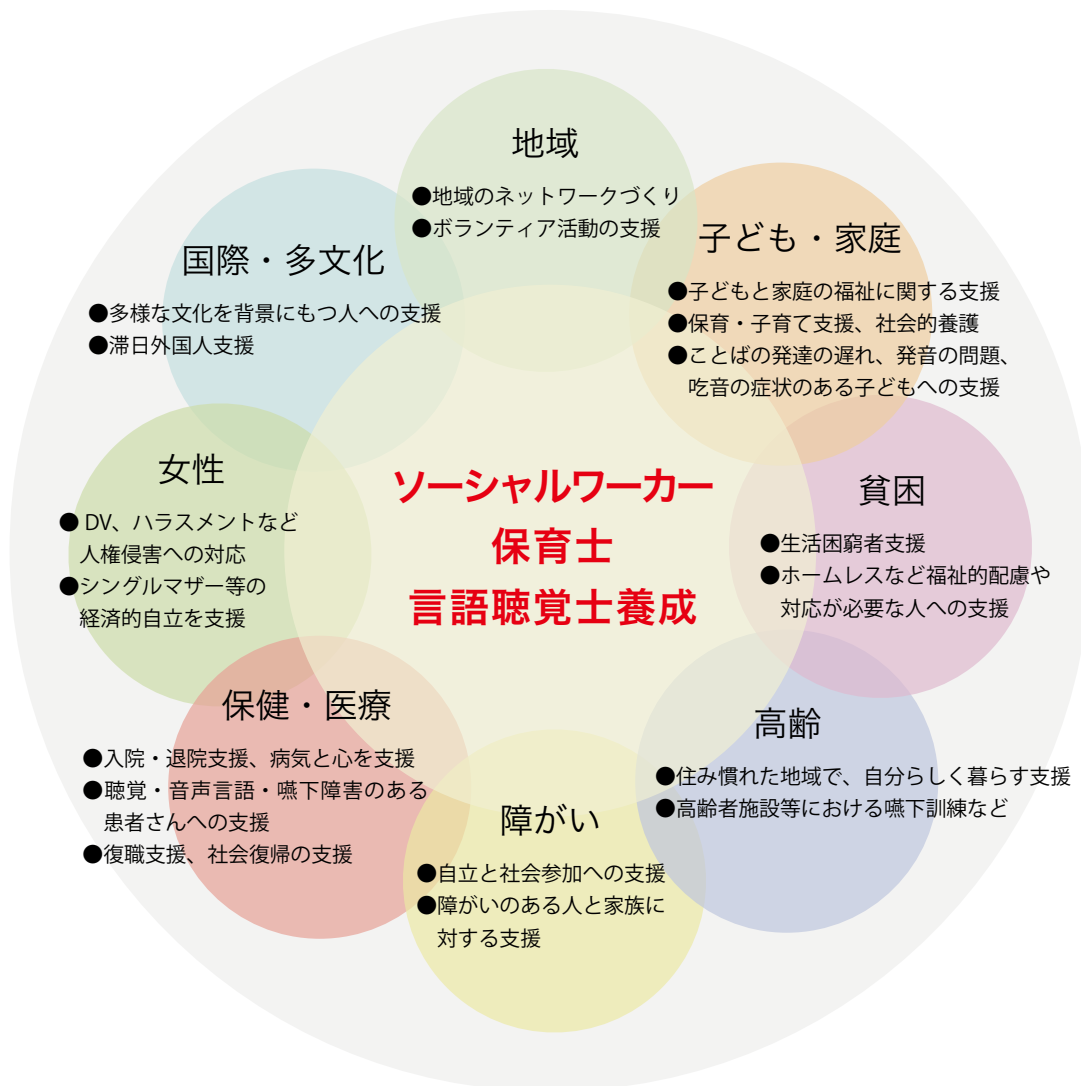 地域
●地域のネットワークづくり
●ボランティア活動の支援
子ども・家庭
●子どもと家庭の福祉に関する支援
●保育・子育て支援、社会的養護
●ことばの発達の遅れ、発音の問題、
吃音の症状のある子どもへの支援
国際・多文化
●多様な文化を背景にもつ人への支援
●滞日外国人支援
女性
●DV、ハラスメントなど
人権侵害への対応
●シングルマザー等の
経済的自立を支援
ソーシャルワーカー
保育士
言語聴覚士養成
貧困
●生活困窮者支援
●ホームレスなど福祉的配慮や
対応が必要な人への支援
保健・医療
●入院・退院支援、病気と心を支援
●聴覚・音声言語・嚥下障害のある
患者さんへの支援
●復職支援、社会復帰の支援
高齢
●住み慣れた地域で、自分らしく暮らす支援
●高齢者施設等における嚥下訓練など
障がい
●自立と社会参加への支援
●障がいのある人と家族に
対する支援